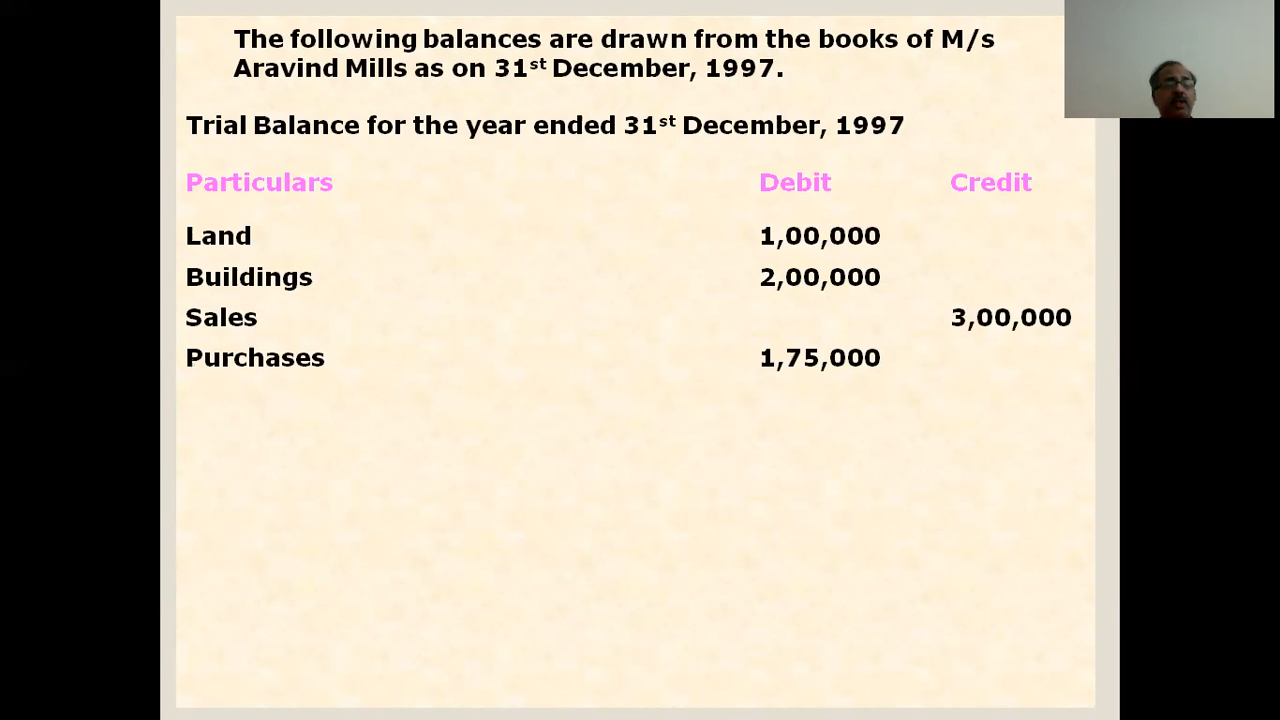 The following balances are drawn from the books of M/s
Aravind Mills as on 31st December, 1997.
Trial Balance for the year ended 31st December, 1997
Particulars Debit Credit
Land 1,00,000
Buildings 2,00,000
Sales 3,00,000
Purchases 1,75,000